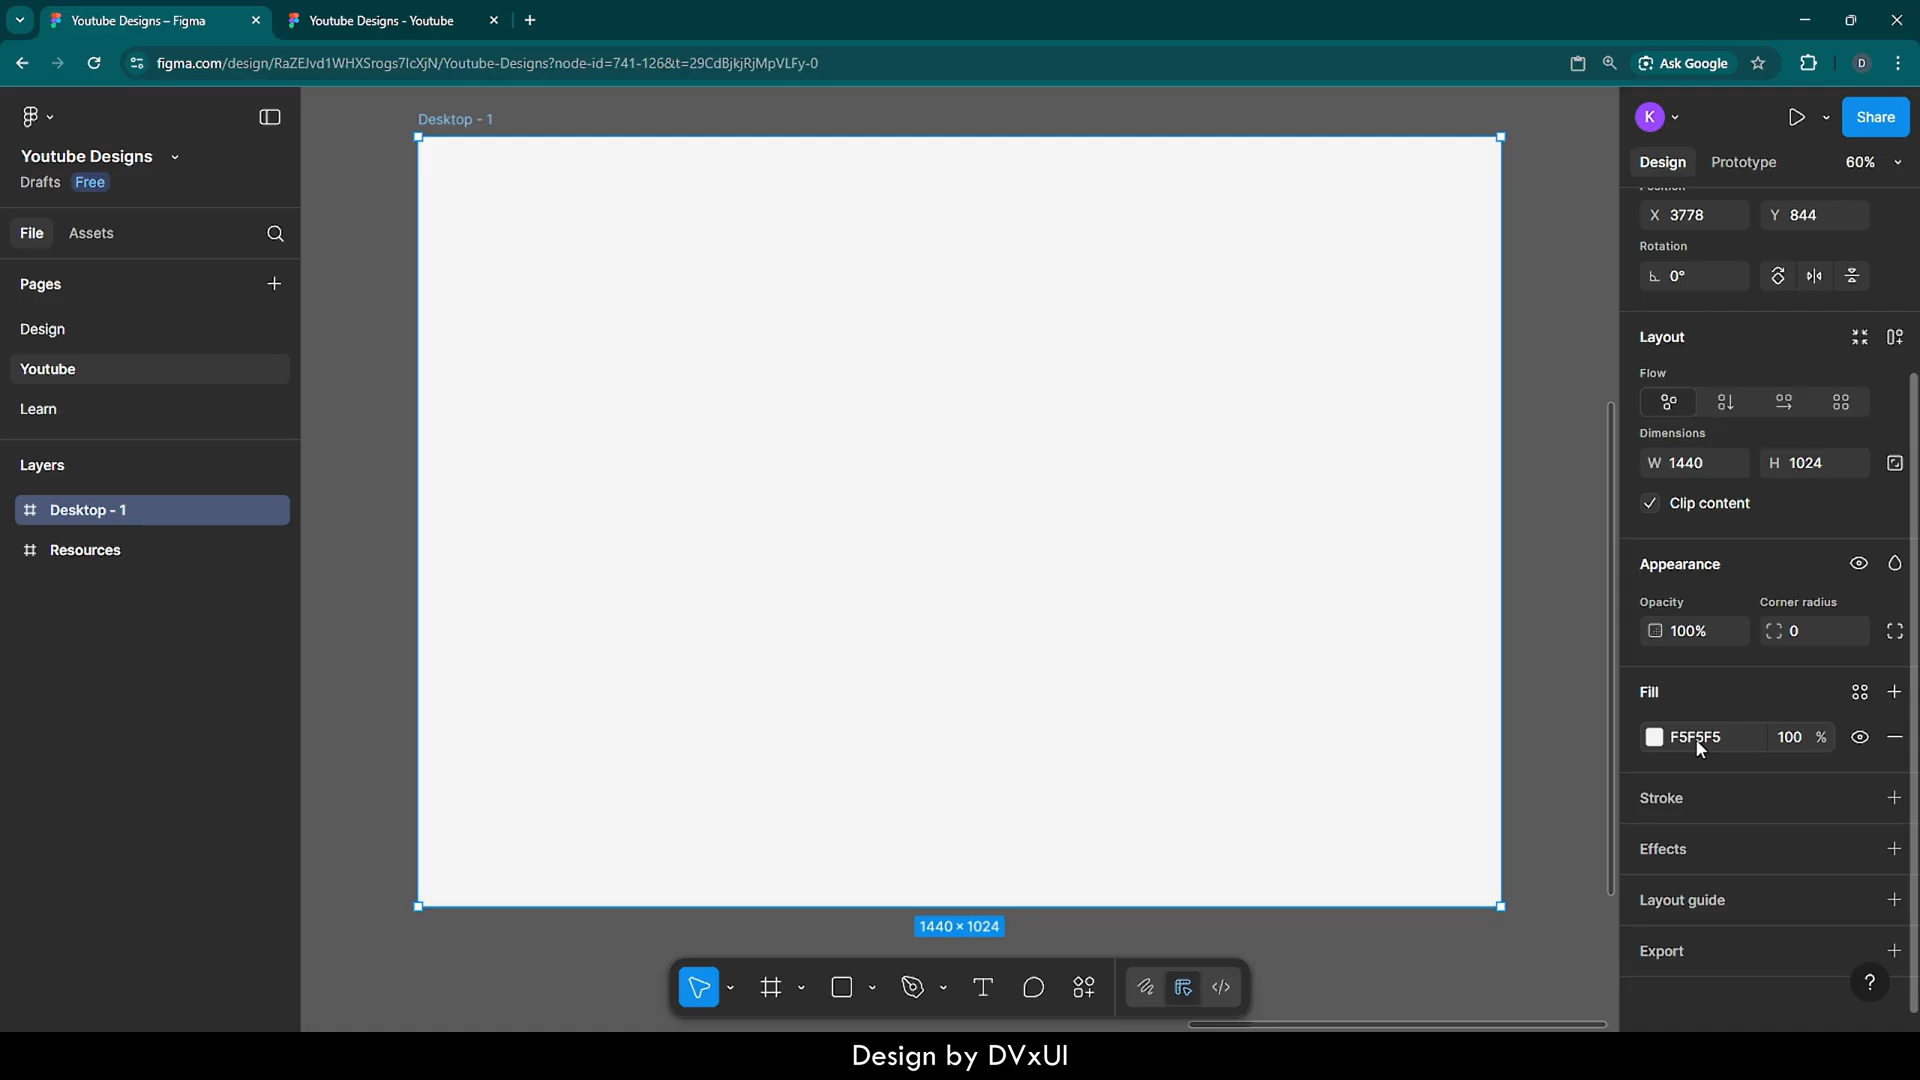 Youtube Designs – Figma
Youtube Designs - Youtube
figma.com/design/RaZEJvd1WHXSrogs7IcXjN/Youtube-Designs?node-id=741-126&t=29CdBjkjRjMpVLFy-0
Ask Google
D
Youtube Designs
Drafts Free
File Assets
Pages
Design
Youtube
Learn
Layers
Desktop - 1
Resources
Desktop - 1
1440 × 1024
K
Share
Design Prototype 60%
Position
X 3778 Y 844
Rotation
0°
Layout
Flow
Dimensions
W 1440 H 1024
Clip content
Appearance
Opacity Corner radius
100% 0
Fill
F5F5F5 100 %
Stroke
Effects
Layout guide
Export
?
Design by DVxUI